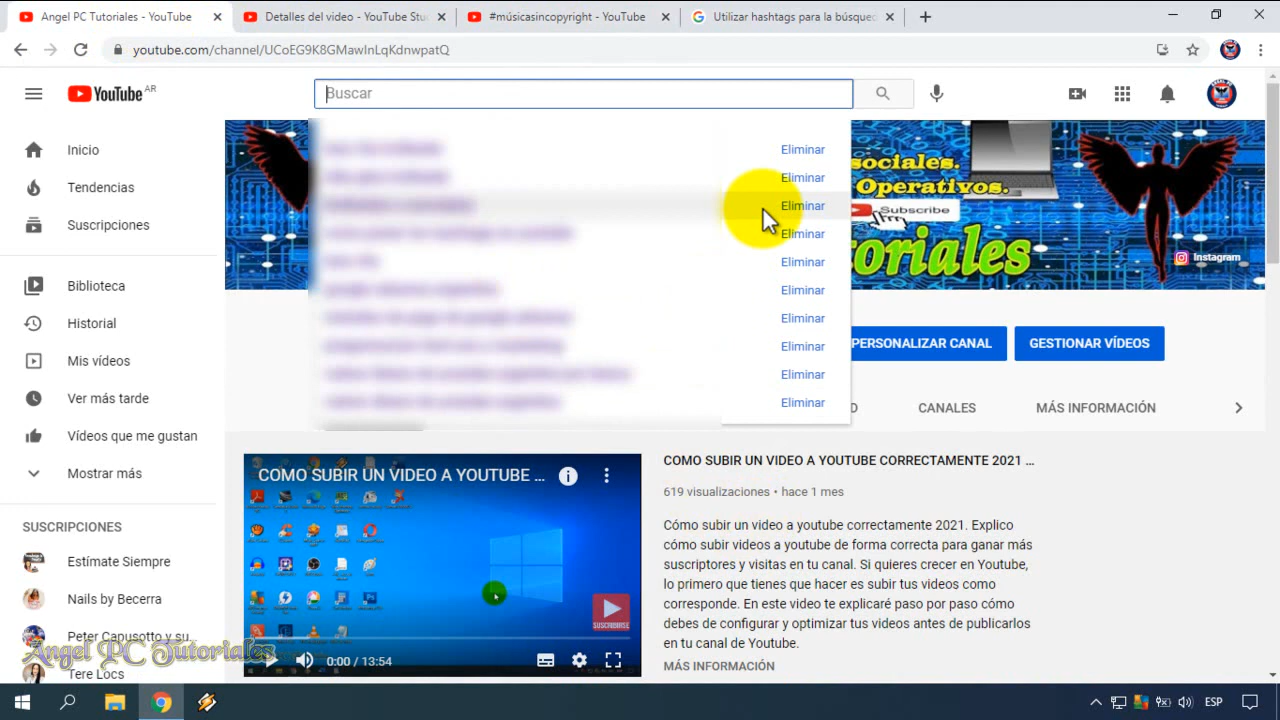 Angel PC Tutoriales - YouTube
Detalles del video - YouTube Stu
#músicasincopyright - YouTube
Utilizar hashtags para la búsqued
youtube.com/channel/UCoEG9K8GMawInLqKdnwpatQ
YouTube AR
Buscar
Inicio
Tendencias
Suscripciones
Biblioteca
Historial
Mis vídeos
Ver más tarde
Vídeos que me gustan
Mostrar más
SUSCRIPCIONES
Estímate Siempre
Nails by Becerra
Peter Capusotto y su...
Tere Locs
Eliminar
Eliminar
Eliminar
Eliminar
Eliminar
Eliminar
Eliminar
Eliminar
Eliminar
Eliminar
sociales.
Operativos.
Subscribe
toriales
Instagram
PERSONALIZAR CANAL
GESTIONAR VÍDEOS
CANALES
MÁS INFORMACIÓN
COMO SUBIR UN VIDEO A YOUTUBE ...
SUSCRIBIRSE
0:00 / 13:54
COMO SUBIR UN VIDEO A YOUTUBE CORRECTAMENTE 2021 ...
619 visualizaciones • hace 1 mes
Cómo subir un video a youtube correctamente 2021. Explico
cómo subir videos a youtube de forma correcta para ganar más
suscriptores y visitas en tu canal. Si quieres crecer en Youtube,
lo primero que tienes que hacer es subir tus videos como
corresponde. En este video te explicaré paso por paso cómo
debes de configurar y optimizar tus videos antes de publicarlos
en tu canal de Youtube.
MÁS INFORMACIÓN
Angel PC Tutoriales
ESP